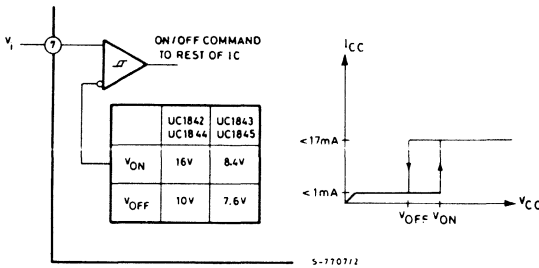 V_I
7
ON/OFF COMMAND
TO REST OF IC
UC1842 UC1843
UC1844 UC1845
V_ON 16V 8.4V
V_OFF 10V 7.6V
I_CC
<17mA
<1mA
V_OFF V_ON
V_CC
S-7707/2